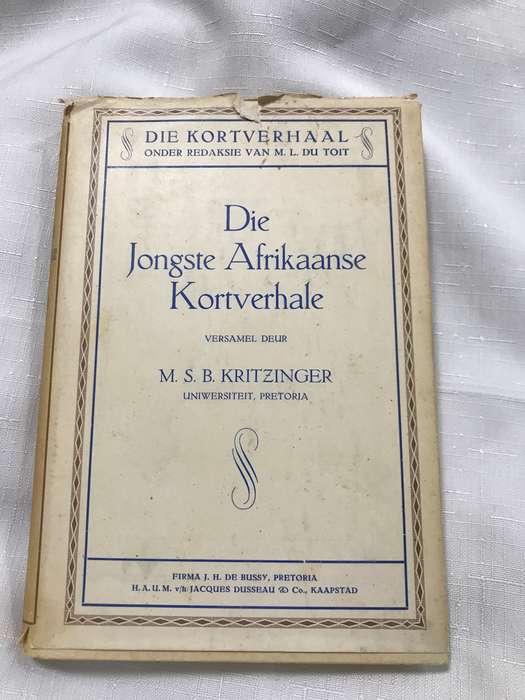 DIE KORTVERHAAL
ONDER REDAKSIE VAN M. L. DU TOIT
Die
Jongste Afrikaanse
Kortverhale
VERSAMEL DEUR
M. S. B. KRITZINGER
UNIWERSITEIT, PRETORIA
FIRMA J. H. DE BUSSY, PRETORIA
H. A. U. M. v/h JACQUES DUSSEAU & Co., KAAPSTAD